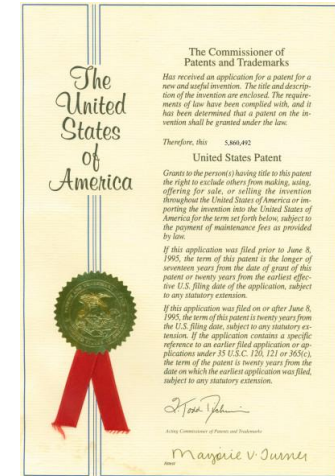 The
United
States
of
America
The Commissioner of
Patents and Trademarks
Has received an application for a patent for a
new and useful invention. The title and descrip-
tion of the invention are enclosed. The require-
ments of law have been complied with, and it
has been determined that a patent on the in-
vention shall be granted under the law.
Therefore, this 5,860,492
United States Patent
Grants to the person(s) having title to this patent
the right to exclude others from making, using,
offering for sale, or selling the invention
throughout the United States of America or im-
porting the invention into the United States of
America for the term set forth below, subject to
the payment of maintenance fees as provided
by law.
If this application was filed prior to June 8,
1995, the term of this patent is the longer of
seventeen years from the date of grant of this
patent or twenty years from the earliest effec-
tive U.S. filing date of the application, subject
to any statutory extension.
If this application was filed on or after June 8,
1995, the term of this patent is twenty years from
the U.S. filing date, subject to any statutory ex-
tension. If the application contains a specific
reference to an earlier filed application or ap-
plications under 35 U.S.C. 120, 121 or 365(c),
the term of the patent is twenty years from the
date on which the earliest application was filed,
subject to any statutory extension.
Acting Commissioner of Patents and Trademarks
Marjorie V. Turner
Attest